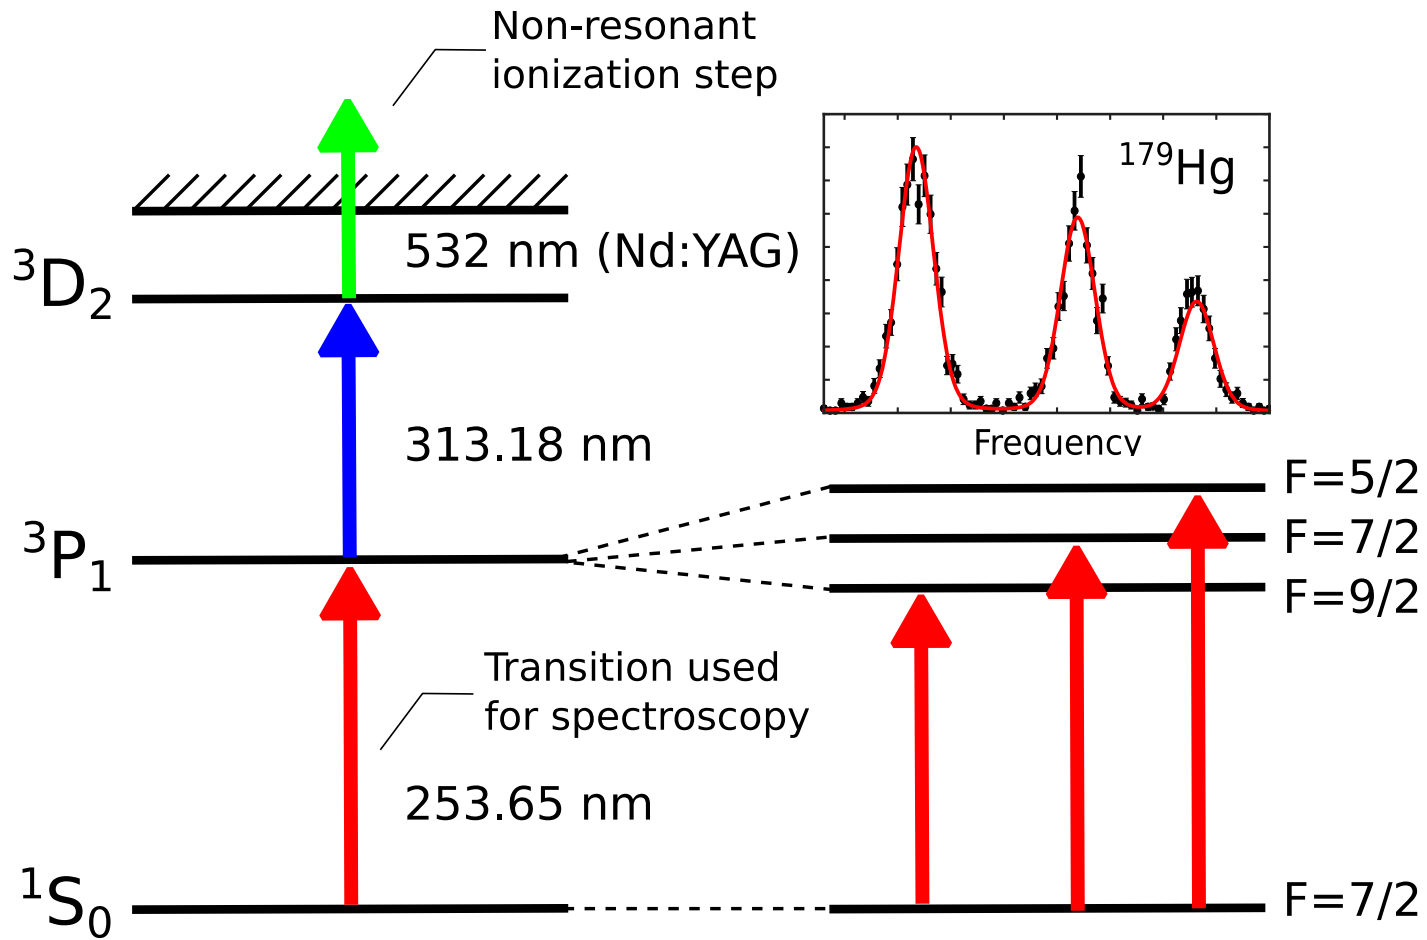 Non-resonant
ionization step
¹⁷⁹Hg
532 nm (Nd:YAG)
³D₂
313.18 nm
Frequency
F=5/2
³P₁
F=7/2
F=9/2
Transition used
for spectroscopy
253.65 nm
¹S₀
F=7/2